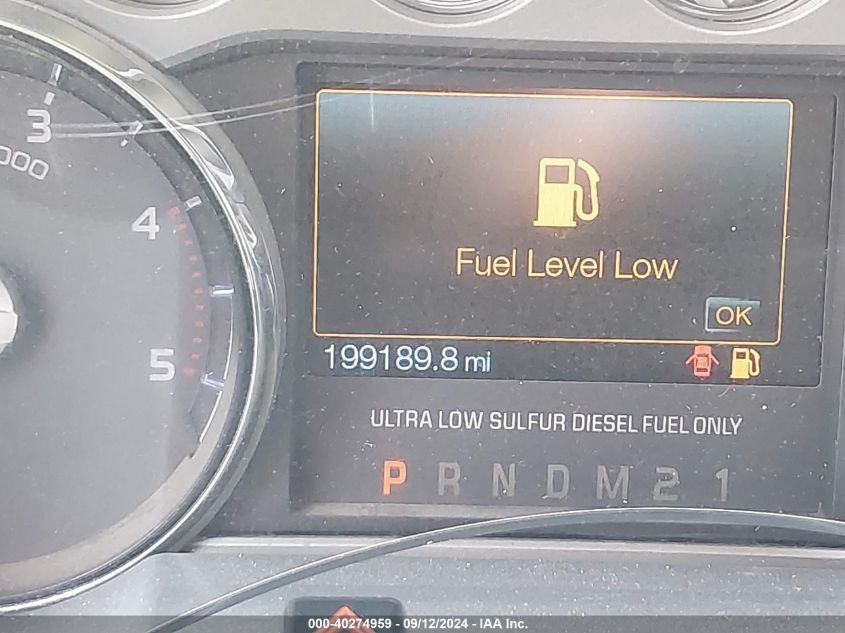 3
000
4
5
Fuel Level Low
OK
199189.8 mi
ULTRA LOW SULFUR DIESEL FUEL ONLY
P R N D M 2 1
000-40274959 - 09/12/2024 - IAA Inc.